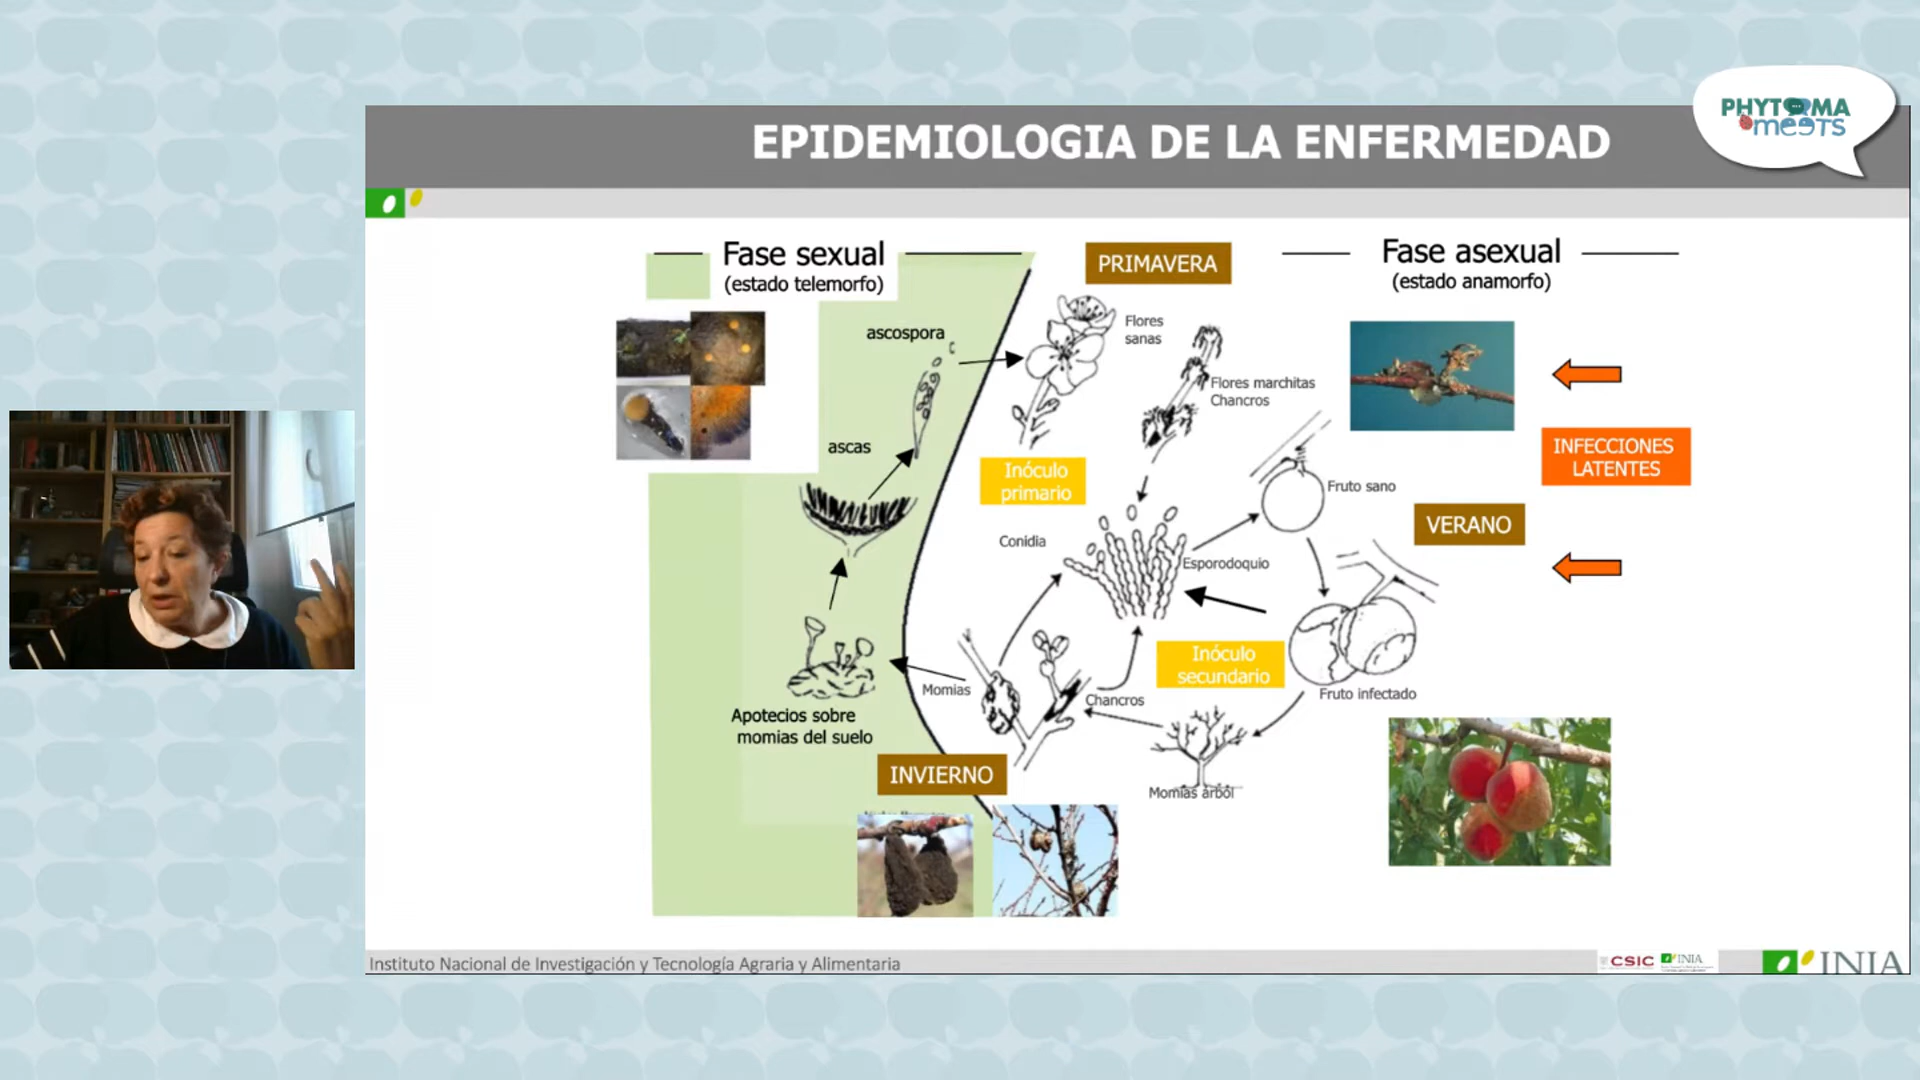 PHYTOMA
meeTS
EPIDEMIOLOGIA DE LA ENFERMEDAD
Fase sexual
(estado telemorfo)
PRIMAVERA
Fase asexual
(estado anamorfo)
ascospora
Flores
sanas
Flores marchitas
Chancros
ascas
Inóculo
primario
INFECCIONES
LATENTES
Fruto sano
VERANO
Conidia
Esporodoquio
Inóculo
secundario
Momias
Chancros
Fruto infectado
Apotecios sobre
momias del suelo
INVIERNO
Momias arbol
Instituto Nacional de Investigación y Tecnología Agraria y Alimentaria
CSIC
INIA
INIA